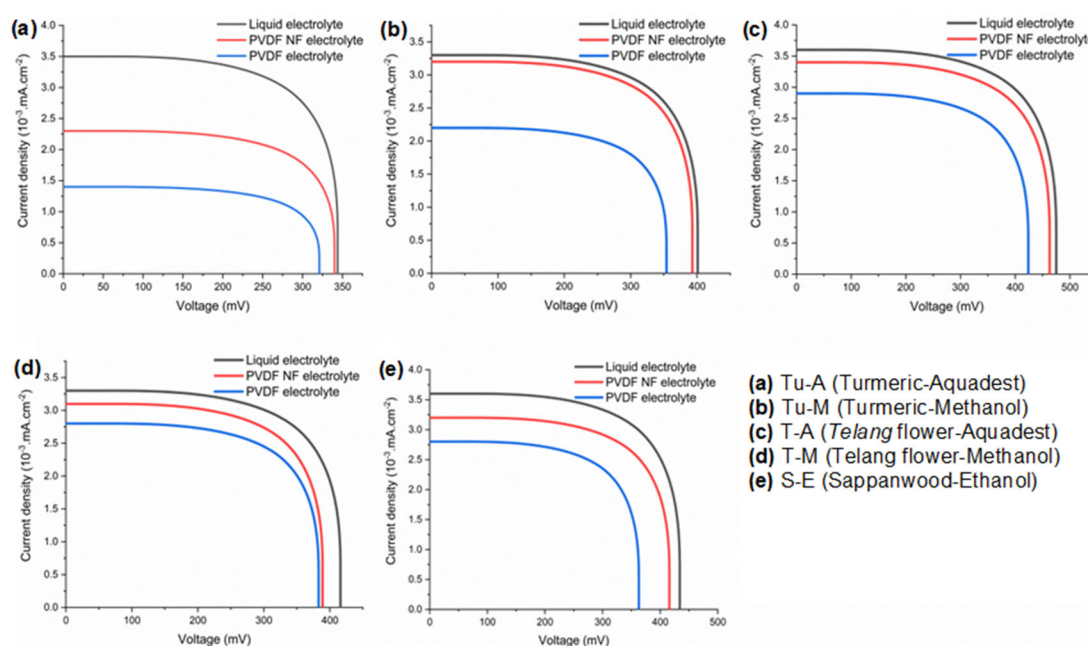 (a)
Liquid electrolyte
PVDF NF electrolyte
PVDF electrolyte
Current density (10⁻³.mA.cm⁻²)
4.0
3.5
3.0
2.5
2.0
1.5
1.0
0.5
0.0
0 50 100 150 200 250 300 350
Voltage (mV)
(b)
Liquid electrolyte
PVDF NF electrolyte
PVDF electrolyte
Current density (10⁻³.mA.cm⁻²)
3.5
3.0
2.5
2.0
1.5
1.0
0.5
0.0
0 100 200 300 400
Voltage (mV)
(c)
Liquid electrolyte
PVDF NF electrolyte
PVDF electrolyte
Current density (10⁻³.mA.cm⁻²)
4.0
3.5
3.0
2.5
2.0
1.5
1.0
0.5
0.0
0 100 200 300 400 500
Voltage (mV)
(d)
Liquid electrolyte
PVDF NF electrolyte
PVDF electrolyte
Current density (10⁻³.mA.cm⁻²)
3.5
3.0
2.5
2.0
1.5
1.0
0.5
0.0
0 100 200 300 400
Voltage (mV)
(e)
Liquid electrolyte
PVDF NF electrolyte
PVDF electrolyte
Current density (10⁻³.mA.cm⁻²)
4.0
3.5
3.0
2.5
2.0
1.5
1.0
0.5
0.0
0 100 200 300 400 500
Voltage (mV)
(a) Tu-A (Turmeric-Aquadest)
(b) Tu-M (Turmeric-Methanol)
(c) T-A (Telang flower-Aquadest)
(d) T-M (Telang flower-Methanol)
(e) S-E (Sappanwood-Ethanol)